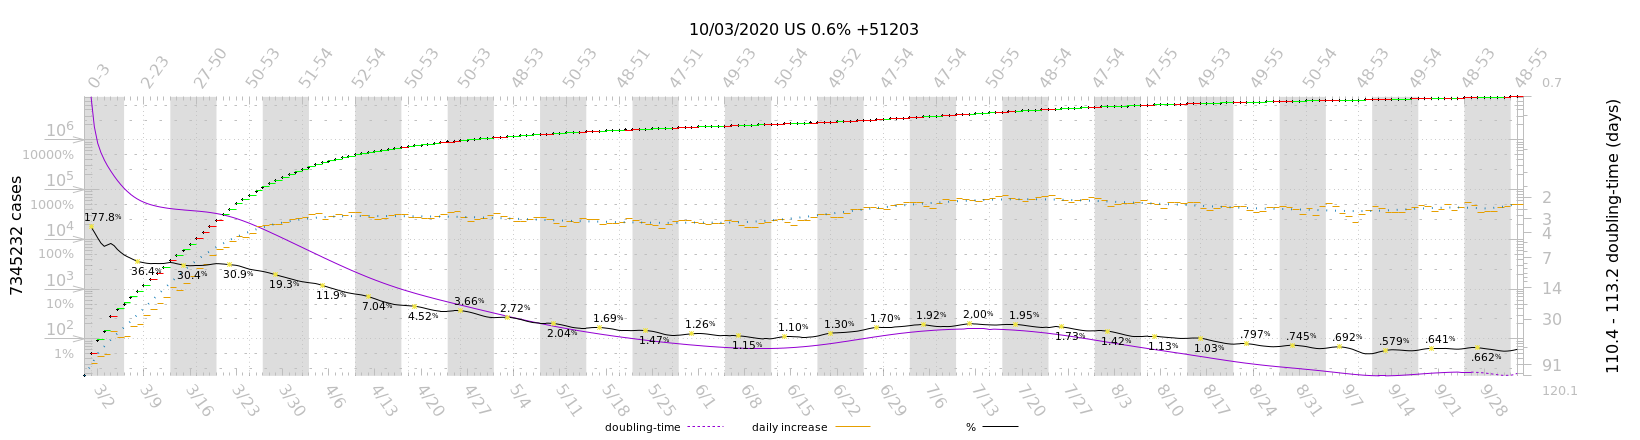 10/03/2020 US 0.6% +51203
0-3 2-23 27-50 50-53 51-54 52-54 50-53 50-53 48-53 50-53 48-51 47-51 49-53 50-54 49-52 47-54 47-54 50-55 48-54 47-55 49-53 49-55 50-54 48-53 49-54 48-53 48-55
0.7
10⁶
10000%
10⁵
1000%
10⁴
100%
10³
10%
10²
1%
7345232 cases
177.8% 36.4% 30.4% 30.9% 19.3% 11.9% 7.04% 4.52% 3.66% 2.72% 2.04% 1.69% 1.47% 1.26% 1.15% 1.10% 1.30% 1.70% 1.92% 2.00% 1.95% 1.73% 1.42% 1.13% 1.03% .797% .745% .692% .579% .641% .662%
2
3
4
7
14
30
91
120.1
110.4 - 113.2 doubling-time (days)
3/2 3/9 3/16 3/23 3/30 4/6 4/13 4/20 4/27 5/4 5/11 5/18 5/25 6/1 6/8 6/15 6/22 6/29 7/6 7/13 7/20 7/27 8/3 8/10 8/17 8/24 8/31 9/7 9/14 9/21 9/28
doubling-time daily increase %